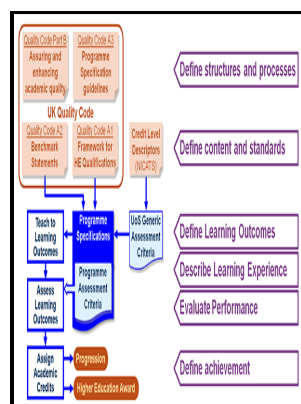 Quality Code Part B
Assuring and
enhancing
academic quality
Quality Code A3
Programme
Specification
guidelines
UK Quality Code
Quality Code A2
Benchmark
Statements
Quality Code A1
Framework for
HE Qualifications
Credit Level
Descriptors
(NICATS)
Teach to
Learning
Outcomes
Programme
Specifications
UoS Generic
Assessment
Criteria
Programme
Assessment
Criteria
Assess
Learning
Outcomes
Assign
Academic
Credits
Progression
Higher Education Award
Define structures and processes
Define content and standards
Define Learning Outcomes
Describe Learning Experience
Evaluate Performance
Define achievement